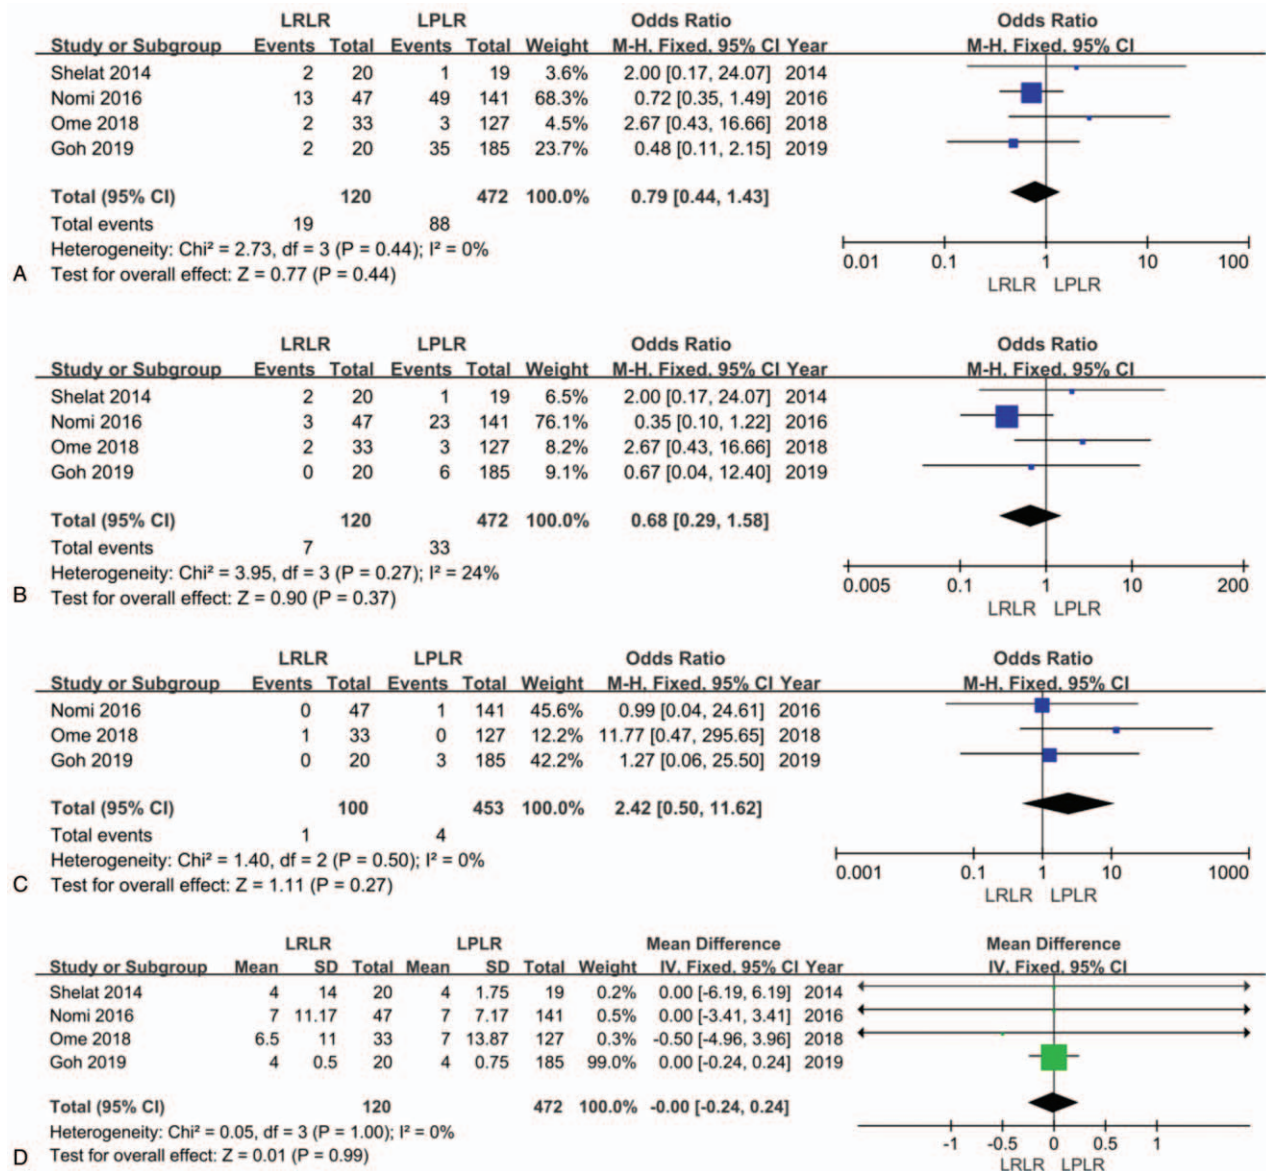 LRLR LPLR Odds Ratio Odds Ratio
Study or Subgroup Events Total Events Total Weight M-H, Fixed, 95% CI Year M-H, Fixed, 95% CI
Shelat 2014 2 20 1 19 3.6% 2.00 [0.17, 24.07] 2014
Nomi 2016 13 47 49 141 68.3% 0.72 [0.35, 1.49] 2016
Ome 2018 2 33 3 127 4.5% 2.67 [0.43, 16.66] 2018
Goh 2019 2 20 35 185 23.7% 0.48 [0.11, 2.15] 2019
Total (95% CI) 120 472 100.0% 0.79 [0.44, 1.43]
Total events 19 88
Heterogeneity: Chi² = 2.73, df = 3 (P = 0.44); I² = 0%
0.01 0.1 1 10 100
A Test for overall effect: Z = 0.77 (P = 0.44)
LRLR LPLR
LRLR LPLR Odds Ratio Odds Ratio
Study or Subgroup Events Total Events Total Weight M-H, Fixed, 95% CI Year M-H, Fixed, 95% CI
Shelat 2014 2 20 1 19 6.5% 2.00 [0.17, 24.07] 2014
Nomi 2016 3 47 23 141 76.1% 0.35 [0.10, 1.22] 2016
Ome 2018 2 33 3 127 8.2% 2.67 [0.43, 16.66] 2018
Goh 2019 0 20 6 185 9.1% 0.67 [0.04, 12.40] 2019
Total (95% CI) 120 472 100.0% 0.68 [0.29, 1.58]
Total events 7 33
Heterogeneity: Chi² = 3.95, df = 3 (P = 0.27); I² = 24%
0.005 0.1 1 10 200
B Test for overall effect: Z = 0.90 (P = 0.37)
LRLR LPLR
LRLR LPLR Odds Ratio Odds Ratio
Study or Subgroup Events Total Events Total Weight M-H, Fixed, 95% CI Year M-H, Fixed, 95% CI
Nomi 2016 0 47 1 141 45.6% 0.99 [0.04, 24.61] 2016
Ome 2018 1 33 0 127 12.2% 11.77 [0.47, 295.65] 2018
Goh 2019 0 20 3 185 42.2% 1.27 [0.06, 25.50] 2019
Total (95% CI) 100 453 100.0% 2.42 [0.50, 11.62]
Total events 1 4
Heterogeneity: Chi² = 1.40, df = 2 (P = 0.50); I² = 0%
0.001 0.1 1 10 1000
C Test for overall effect: Z = 1.11 (P = 0.27)
LRLR LPLR
LRLR LPLR Mean Difference Mean Difference
Study or Subgroup Mean SD Total Mean SD Total Weight IV, Fixed, 95% CI Year IV, Fixed, 95% CI
Shelat 2014 4 14 20 4 1.75 19 0.2% 0.00 [-6.19, 6.19] 2014
Nomi 2016 7 11.17 47 7 7.17 141 0.5% 0.00 [-3.41, 3.41] 2016
Ome 2018 6.5 11 33 7 13.87 127 0.3% -0.50 [-4.96, 3.96] 2018
Goh 2019 4 0.5 20 4 0.75 185 99.0% 0.00 [-0.24, 0.24] 2019
Total (95% CI) 120 472 100.0% -0.00 [-0.24, 0.24]
Heterogeneity: Chi² = 0.05, df = 3 (P = 1.00); I² = 0%
-1 -0.5 0 0.5 1
D Test for overall effect: Z = 0.01 (P = 0.99)
LRLR LPLR